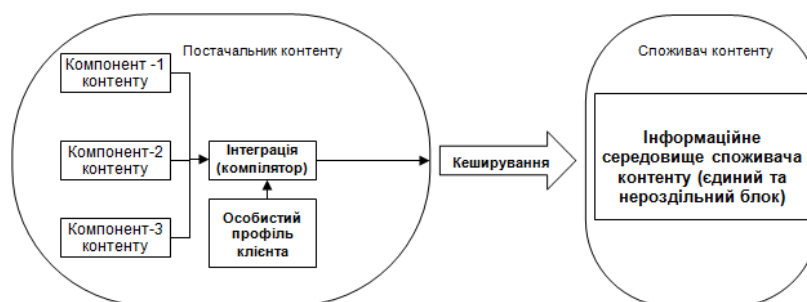 Постачальник контенту
Компонент -1
контенту
Компонент-2
контенту
Компонент-3
контенту
Інтеграція
(компілятор)
Особистий
профіль
клієнта
Кеширування
Споживач контенту
Інформаційне
середовище споживача
контенту (єдиний та
нероздільний блок)